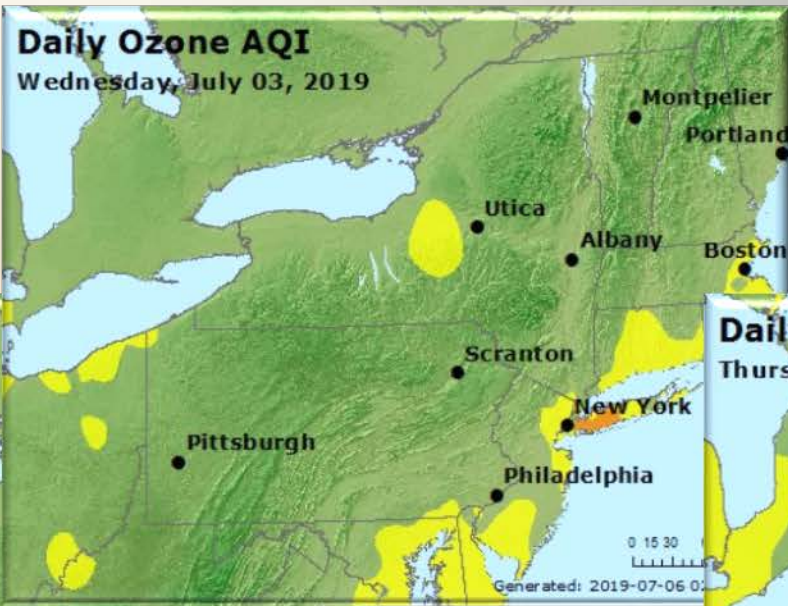 Daily Ozone AQI
Wednesday, July 03, 2019
Montpelier
Portland
Utica
Albany
Boston
Scranton
New York
Pittsburgh
Philadelphia
0 15 30
Generated: 2019-07-06
Dail
Thurs